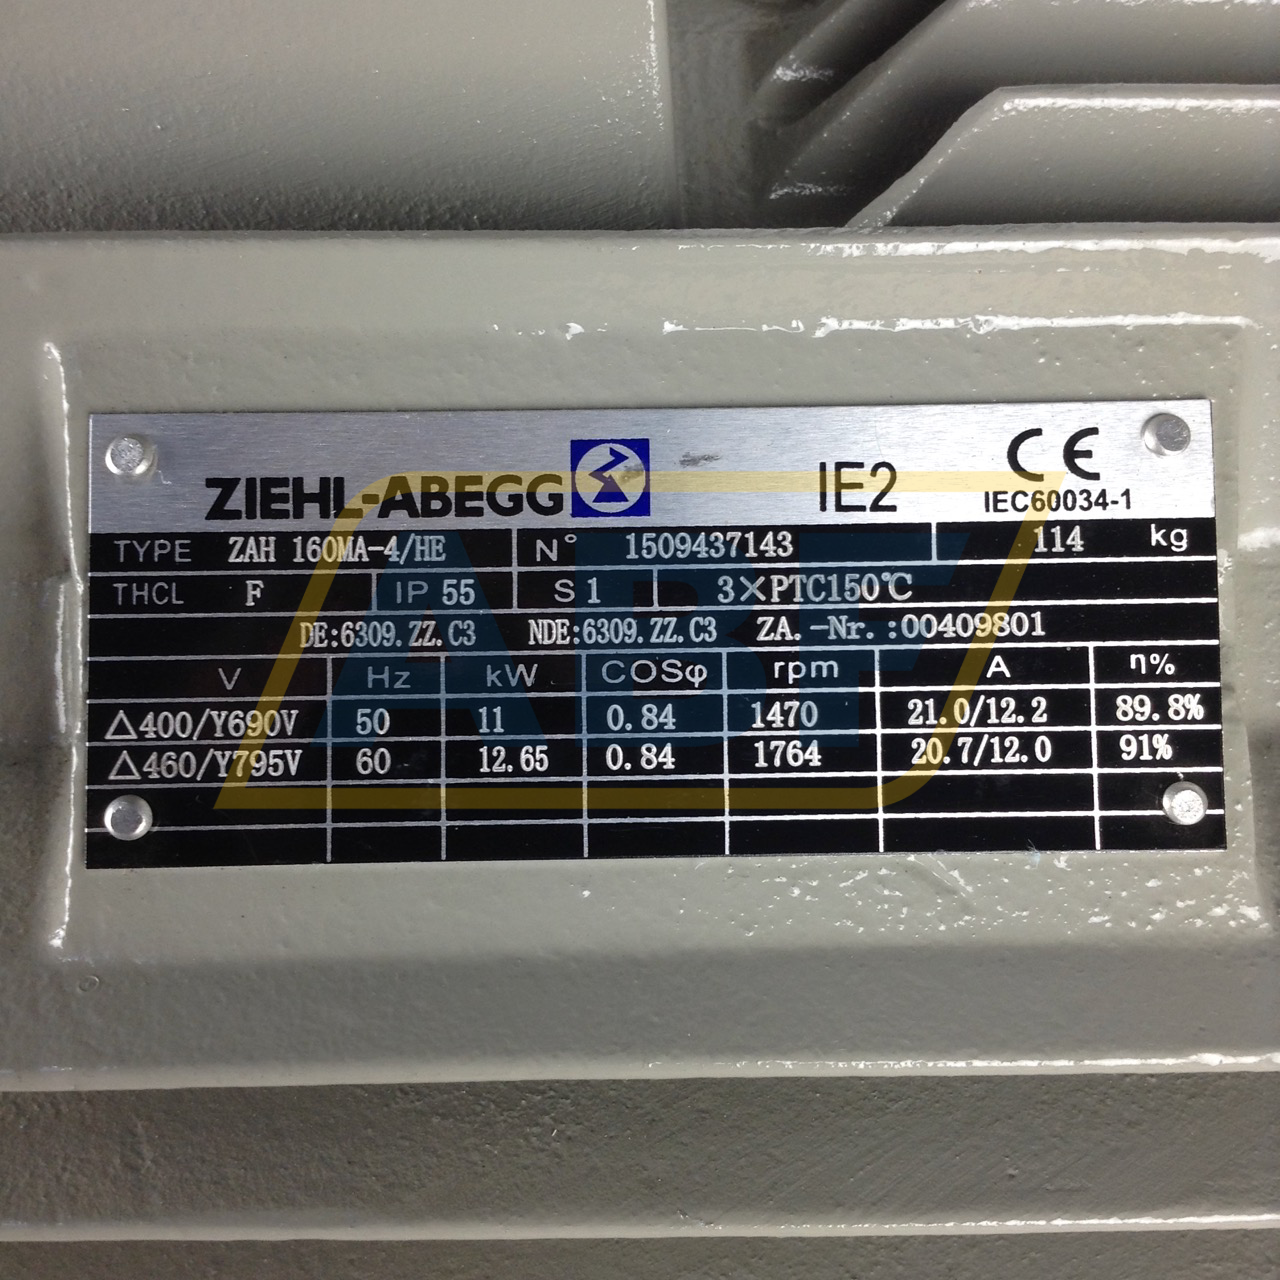 ZIEHL-ABEGG IE2 CE
IEC60034-1
TYPE ZAH 160MA-4/HE N° 1509437143 114 kg
THCL F IP 55 S 1 3×PTC150℃
DE:6309.ZZ.C3 NDE:6309.ZZ.C3 ZA.-Nr.:00409801
V Hz kW COSφ rpm A η%
△400/Y690V 50 11 0.84 1470 21.0/12.2 89.8%
△460/Y795V 60 12.65 0.84 1764 20.7/12.0 91%
ABF